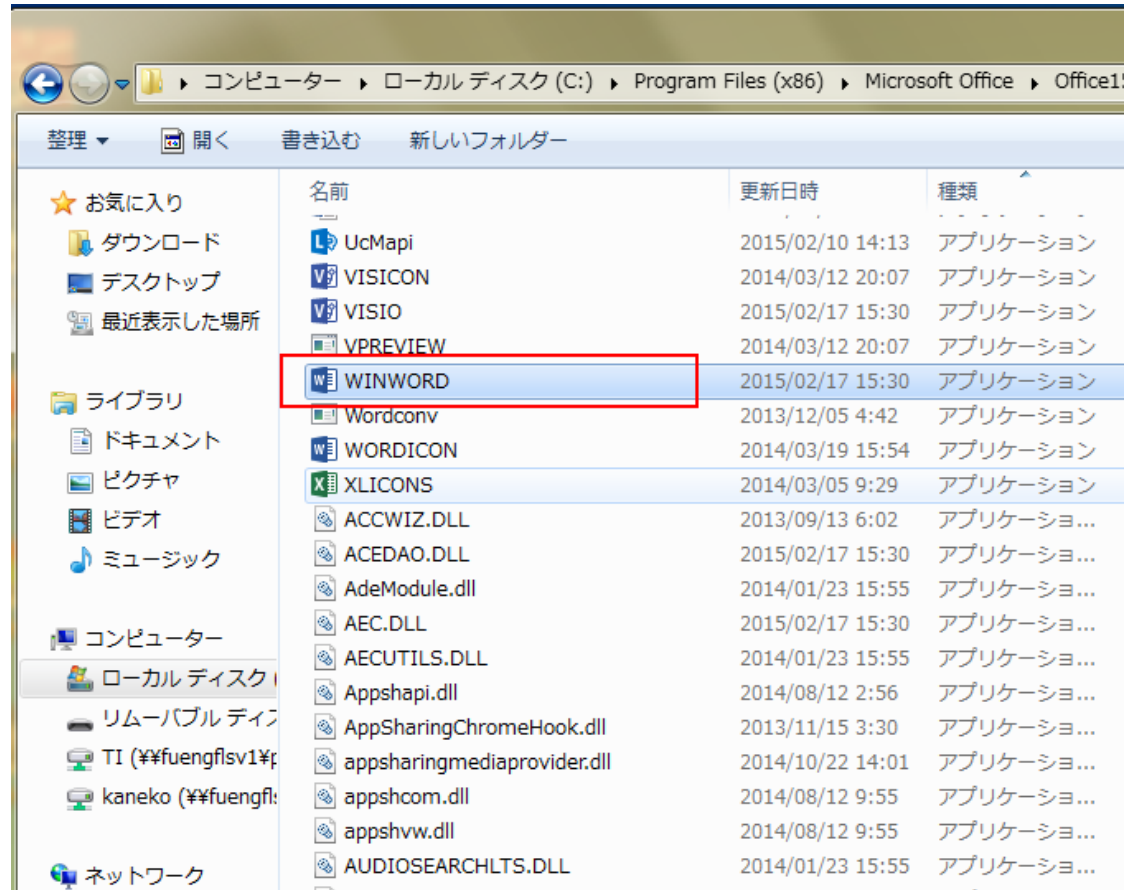 コンピューター ▸ ローカル ディスク (C:) ▸ Program Files (x86) ▸ Microsoft Office ▸ Office15
整理 ▼ 開く 書き込む 新しいフォルダー
お気に入り
ダウンロード
デスクトップ
最近表示した場所
ライブラリ
ドキュメント
ピクチャ
ビデオ
ミュージック
コンピューター
ローカル ディスク (
リムーバブル ディス
TI (¥¥fuengflsv1¥p
kaneko (¥¥fuengfls
ネットワーク
名前 更新日時 種類
UcMapi 2015/02/10 14:13 アプリケーション
VISICON 2014/03/12 20:07 アプリケーション
VISIO 2015/02/17 15:30 アプリケーション
VPREVIEW 2014/03/12 20:07 アプリケーション
WINWORD 2015/02/17 15:30 アプリケーション
Wordconv 2013/12/05 4:42 アプリケーション
WORDICON 2014/03/19 15:54 アプリケーション
XLICONS 2014/03/05 9:29 アプリケーション
ACCWIZ.DLL 2013/09/13 6:02 アプリケーショ...
ACEDAO.DLL 2015/02/17 15:30 アプリケーショ...
AdeModule.dll 2014/01/23 15:55 アプリケーショ...
AEC.DLL 2015/02/17 15:30 アプリケーショ...
AECUTILS.DLL 2014/01/23 15:55 アプリケーショ...
Appshapi.dll 2014/08/12 2:56 アプリケーショ...
AppSharingChromeHook.dll 2013/11/15 3:30 アプリケーショ...
appsharingmediaprovider.dll 2014/10/22 14:01 アプリケーショ...
appshcom.dll 2014/08/12 9:55 アプリケーショ...
appshvw.dll 2014/08/12 9:55 アプリケーショ...
AUDIOSEARCHLTS.DLL 2014/01/23 15:55 アプリケーショ...